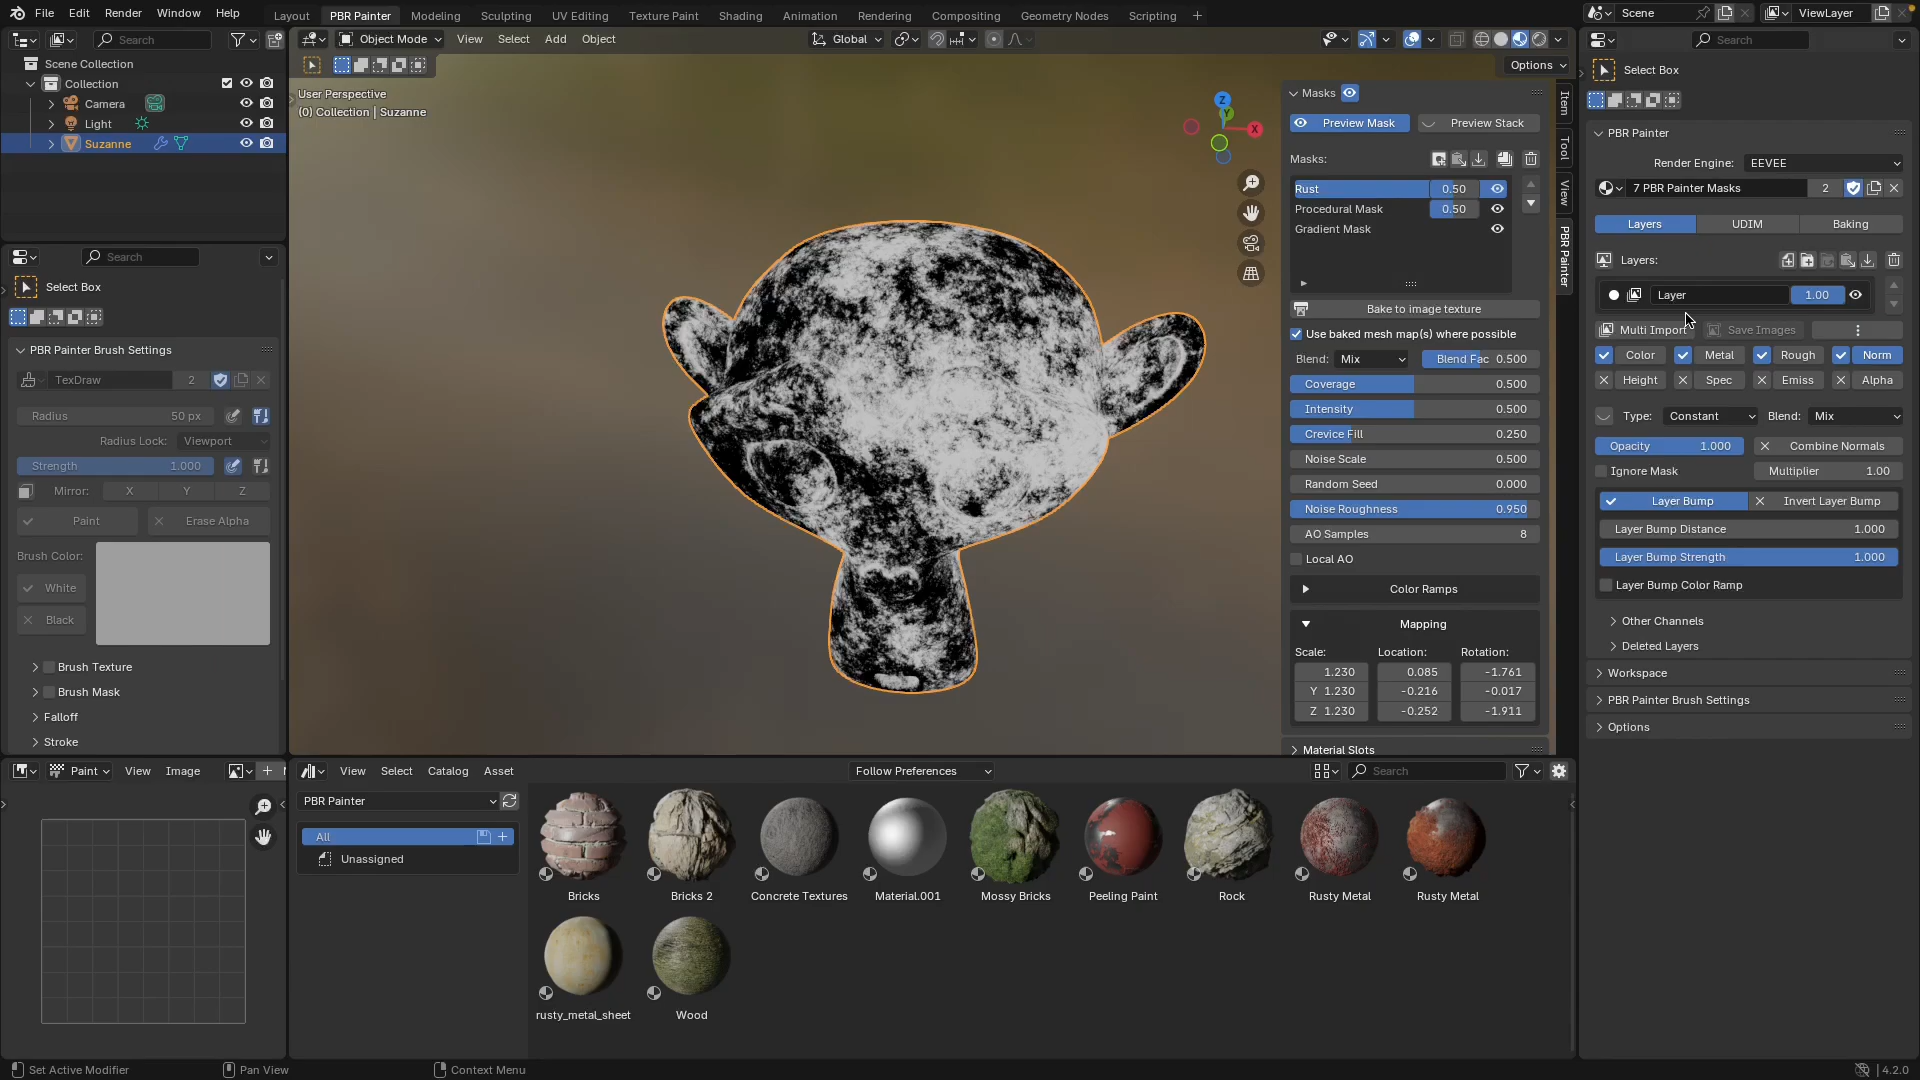 File Edit Render Window Help
Layout PBR Painter Modeling Sculpting UV Editing Texture Paint Shading Animation Rendering Compositing Geometry Nodes Scripting +
Scene ViewLayer
Search
Scene Collection
Collection
Camera
Light
Suzanne
Search
Select Box
PBR Painter Brush Settings
TexDraw 2
Radius 50 px
Radius Lock: Viewport
Strength 1.000
Mirror: X Y Z
Paint Erase Alpha
Brush Color:
White
Black
Brush Texture
Brush Mask
Falloff
Stroke
Paint View Image
Object Mode View Select Add Object Global
Options
User Perspective
(0) Collection | Suzanne
Z
Y
X
Item
Tool
View
PBR Painter
Masks
Preview Mask Preview Stack
Masks:
Rust 0.50
Procedural Mask 0.50
Gradient Mask
Bake to image texture
Use baked mesh map(s) where possible
Blend: Mix Blend Fac 0.500
Coverage 0.500
Intensity 0.500
Crevice Fill 0.250
Noise Scale 0.500
Random Seed 0.000
Noise Roughness 0.950
AO Samples 8
Local AO
Color Ramps
Mapping
Scale: Location: Rotation:
1.230 0.085 -1.761
Y 1.230 -0.216 -0.017
Z 1.230 -0.252 -1.911
Material Slots
View Select Catalog Asset Follow Preferences Search
PBR Painter
All
Unassigned
Bricks Bricks 2 Concrete Textures Material.001 Mossy Bricks Peeling Paint Rock Rusty Metal Rusty Metal
rusty_metal_sheet Wood
Search
Select Box
PBR Painter
Render Engine: EEVEE
7 PBR Painter Masks 2
Layers UDIM Baking
Layers:
Layer 1.00
Multi Import Save Images
Color Metal Rough Norm
Height Spec Emiss Alpha
Type: Constant Blend: Mix
Opacity 1.000 Combine Normals
Ignore Mask Multiplier 1.00
Layer Bump Invert Layer Bump
Layer Bump Distance 1.000
Layer Bump Strength 1.000
Layer Bump Color Ramp
Other Channels
Deleted Layers
Workspace
PBR Painter Brush Settings
Options
Set Active Modifier Pan View Context Menu 4.2.0